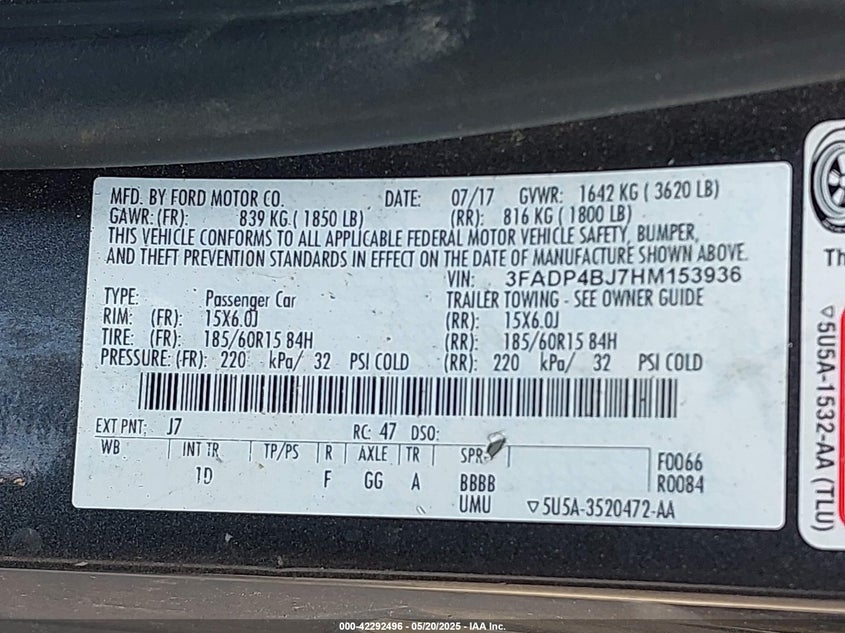 MFD. BY FORD MOTOR CO. DATE: 07/17 GVWR: 1642 KG ( 3620 LB)
GAWR: (FR): 839 KG ( 1850 LB) (RR): 816 KG ( 1800 LB)
THIS VEHICLE CONFORMS TO ALL APPLICABLE FEDERAL MOTOR VEHICLE SAFETY, BUMPER,
AND THEFT PREVENTION STANDARDS IN EFFECT ON THE DATE OF MANUFACTURE SHOWN ABOVE.
VIN: 3FADP4BJ7HM153936
TYPE: Passenger Car TRAILER TOWING - SEE OWNER GUIDE
RIM: (FR): 15X6.0J (RR): 15X6.0J
TIRE: (FR): 185/60R15 84H (RR): 185/60R15 84H
PRESSURE: (FR): 220 kPa/ 32 PSI COLD (RR): 220 kPa/ 32 PSI COLD
EXT PNT: J7 RC: 47 DSO:
WB INT TR TP/PS R AXLE TR SPR
1D F GG A BBBB
UMU
F0066
R0084
▽5U5A-3520472-AA
Th
▽5U5A-1532-AA (TLU)
000-42292496 - 05/20/2025 - IAA Inc.